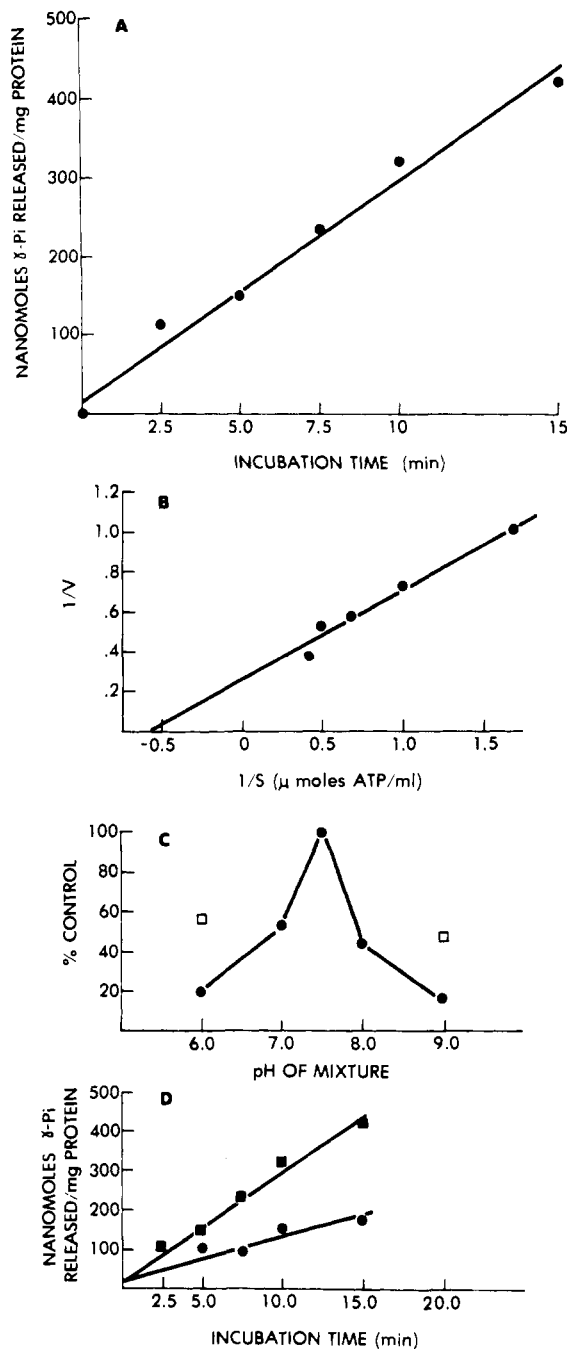 A
500
400
300
200
100
NANOMOLES γ-Pi RELEASED/mg PROTEIN
2.5 5.0 7.5 10 15
INCUBATION TIME (min)
B
1.2
1.0
.8
.6
.4
.2
1/V
-0.5 0 0.5 1.0 1.5
1/S (μ moles ATP/ml)
C
100
80
60
40
20
% CONTROL
6.0 7.0 8.0 9.0
pH OF MIXTURE
D
500
400
300
200
100
NANOMOLES γ-Pi
RELEASED/mg PROTEIN
2.5 5.0 10.0 15.0 20.0
INCUBATION TIME (min)